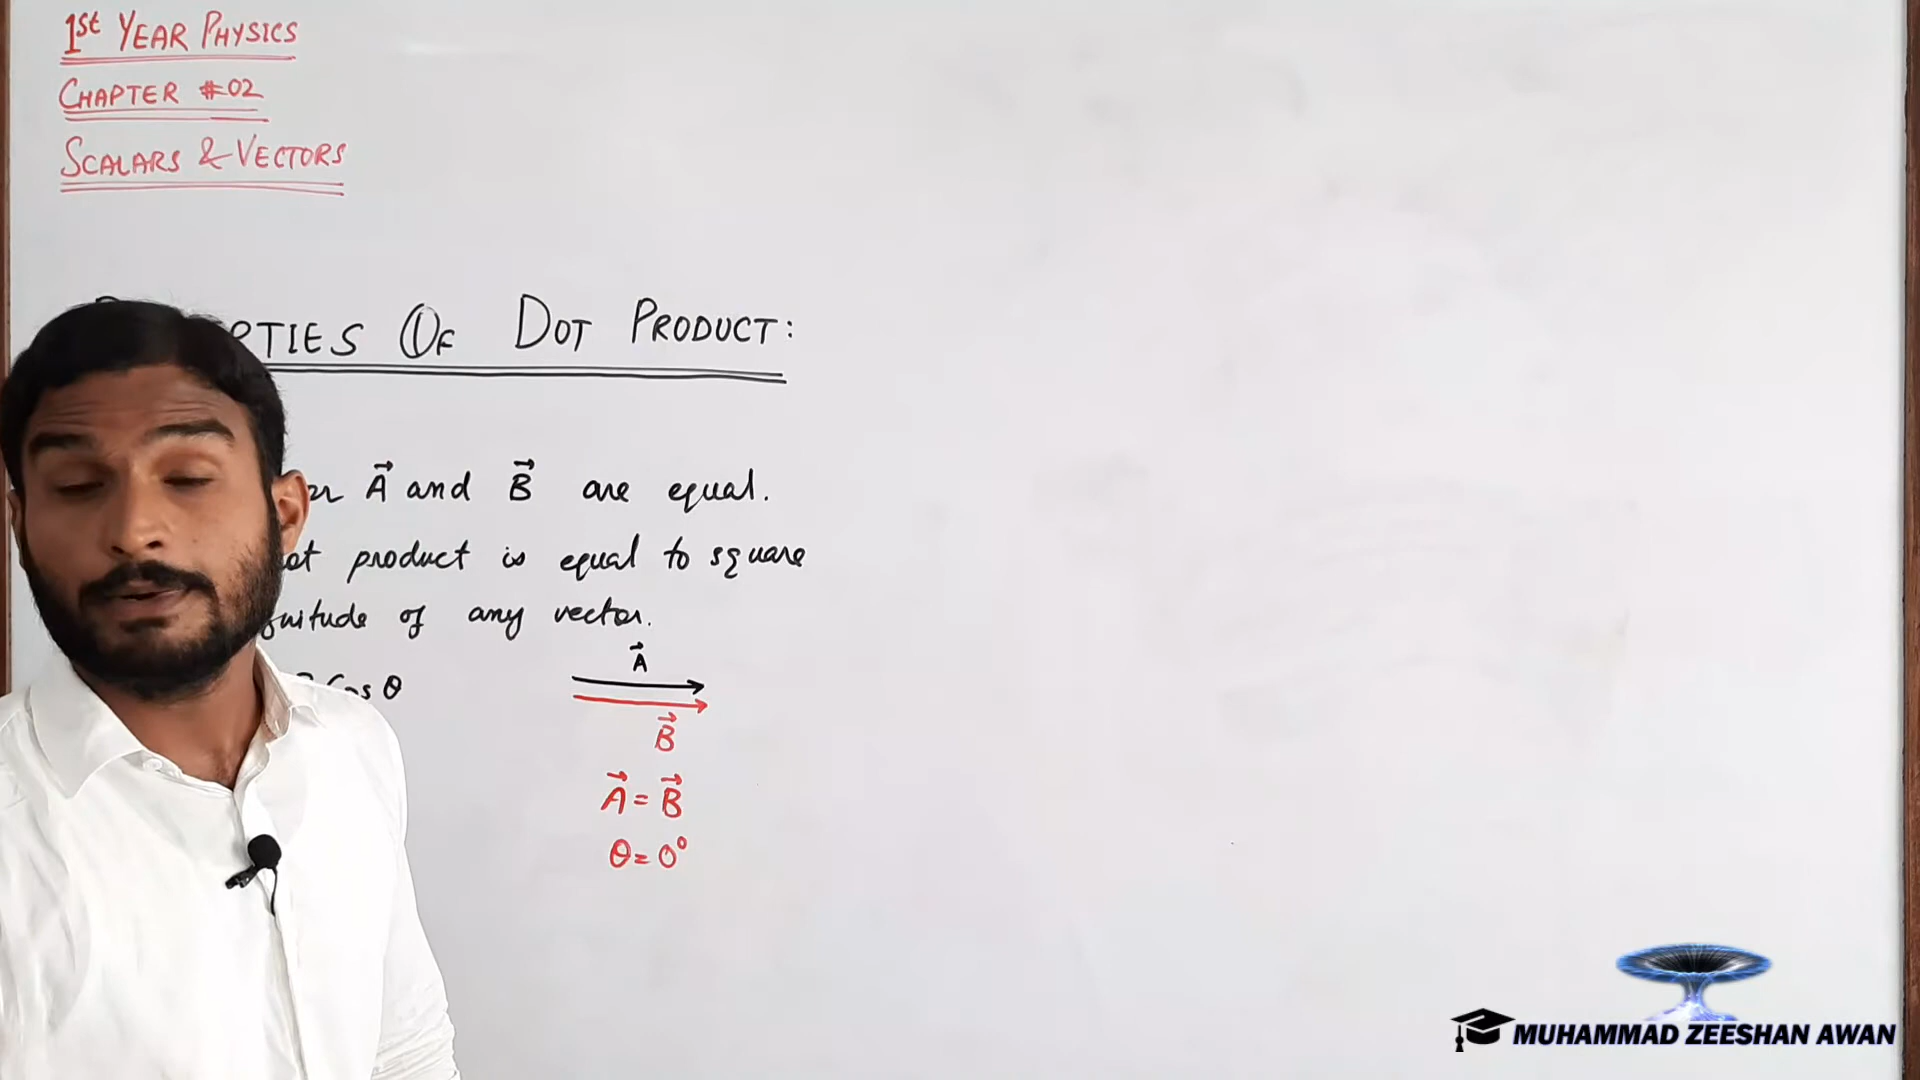 1st YEAR PHYSICS
CHAPTER #02
SCALARS & VECTORS
OF DOT PRODUCT:
A⃗ and B⃗ are equal.
product is equal to square
of any vector.
Cos θ
A⃗
B⃗
A⃗ = B⃗
θ = 0°
MUHAMMAD ZEESHAN AWAN